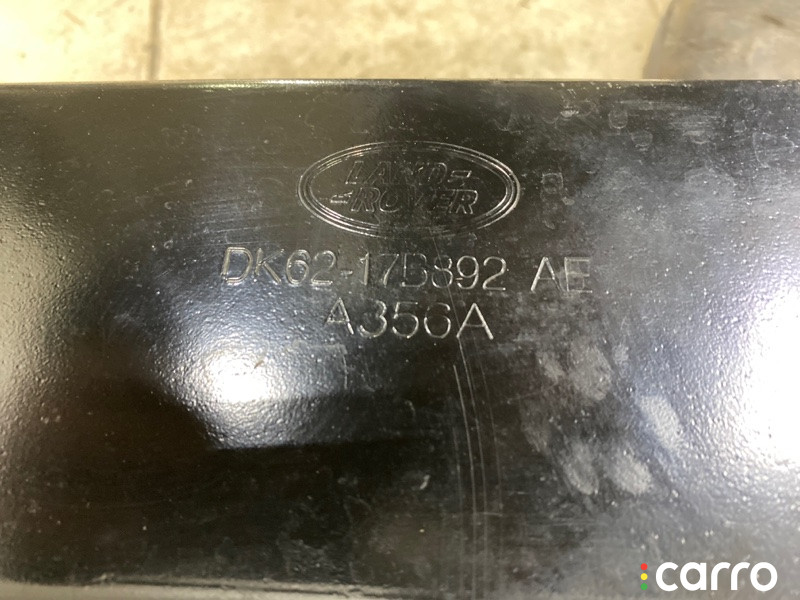 LAND-
-ROVER
DK62-17B892 AE
A356A
carro